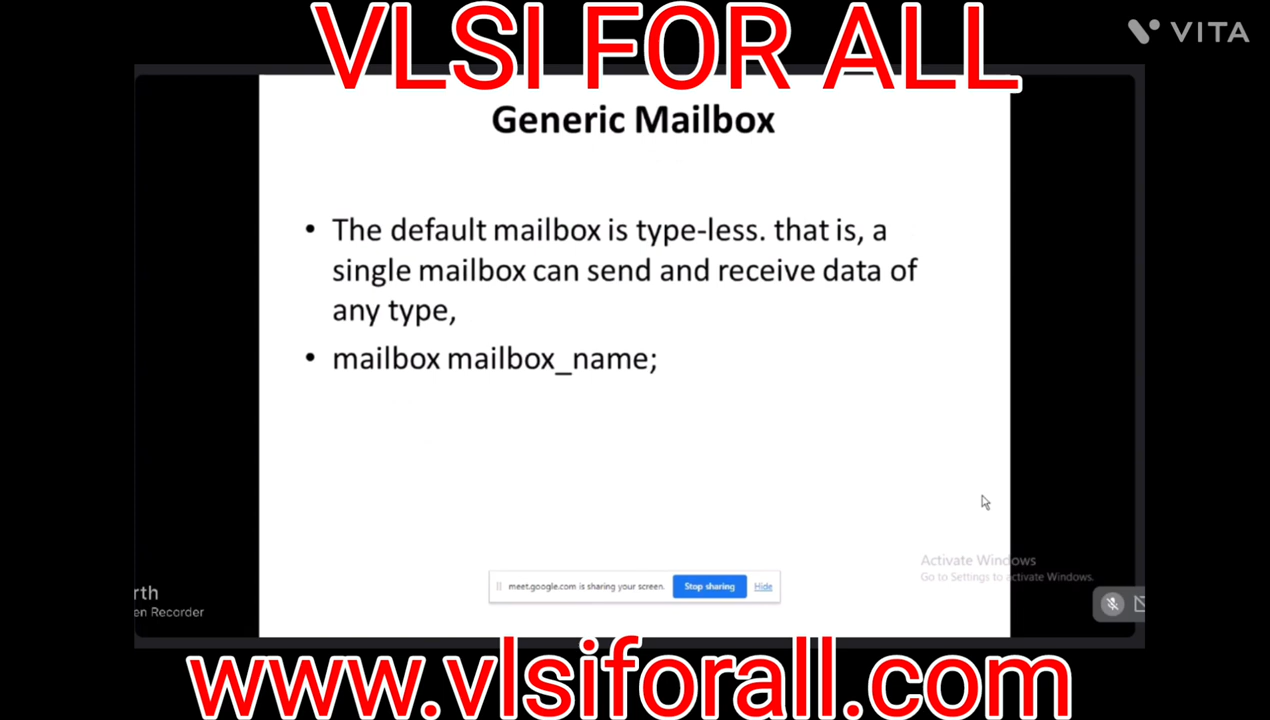 VLSI FOR ALL
VITA
Generic Mailbox
• The default mailbox is type-less. that is, a
single mailbox can send and receive data of
any type,
• mailbox mailbox_name;
Activate Windows
Go to Settings to activate Windows.
meet.google.com is sharing your screen.
Stop sharing
Hide
rth
en Recorder
www.vlsiforall.com